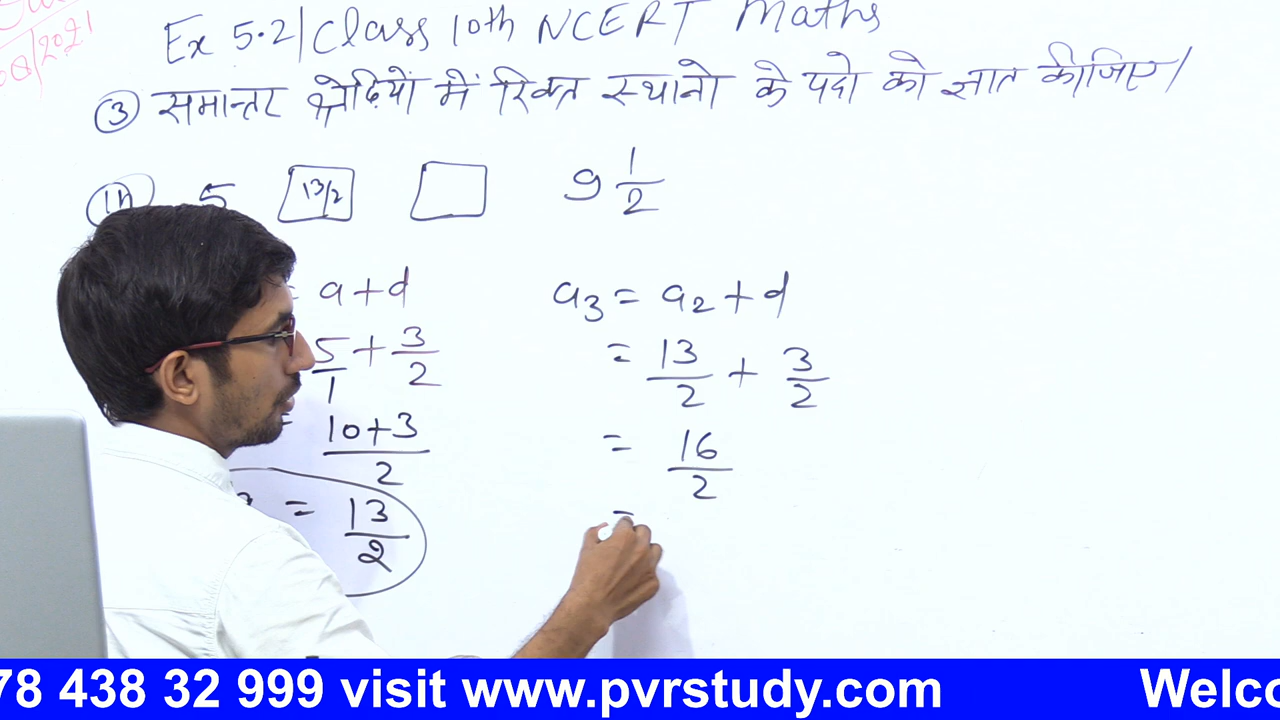 08/2021
Ex 5.2 | Class 10th NCERT Maths
③ समान्तर श्रेढ़ियो में रिक्त स्थानो के पदो को ज्ञात कीजिए।
5 13/2 9 1/2
= a+d
5/1 + 3/2
= 10+3/2
= 13/2
a3 = a2 + d
= 13/2 + 3/2
= 16/2
=
78 438 32 999 visit www.pvrstudy.com Welco